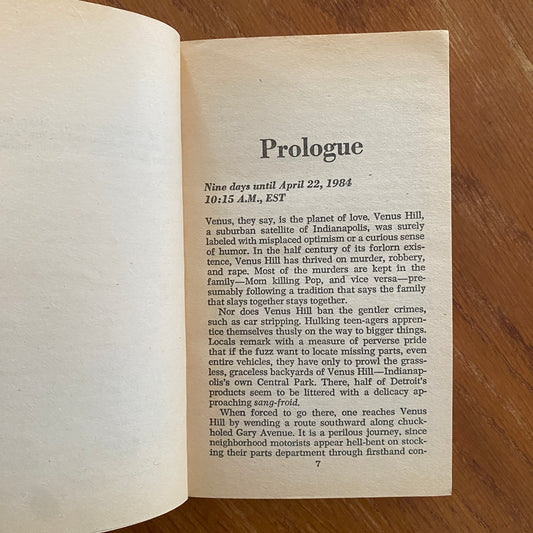 Prologue
Nine days until April 22, 1984
10:15 A.M., EST
Venus, they say, is the planet of love. Venus Hill,
a suburban satellite of Indianapolis, was surely
labeled with misplaced optimism or a curious sense
of humor. In the half century of its forlorn exis-
tence, Venus Hill has thrived on murder, robbery,
and rape. Most of the murders are kept in the
family—Mom killing Pop, and vice versa—pre-
sumably following a tradition that says the family
that slays together stays together.
Nor does Venus Hill ban the gentler crimes,
such as car stripping. Hulking teen-agers appren-
tice themselves thusly on the way to bigger things.
Locals remark with a measure of perverse pride
that if the fuzz want to locate missing parts, even
entire vehicles, they have only to prowl the grass-
less, graceless backyards of Venus Hill—Indianap-
olis's own Central Park. There, half of Detroit's
products seem to be littered with a delicacy ap-
proaching sang-froid.
When forced to go there, one reaches Venus
Hill by wending a route southward along chuck-
holed Gary Avenue. It is a perilous journey, since
neighborhood motorists appear hell-bent on stock-
ing their parts department through firsthand con-
7